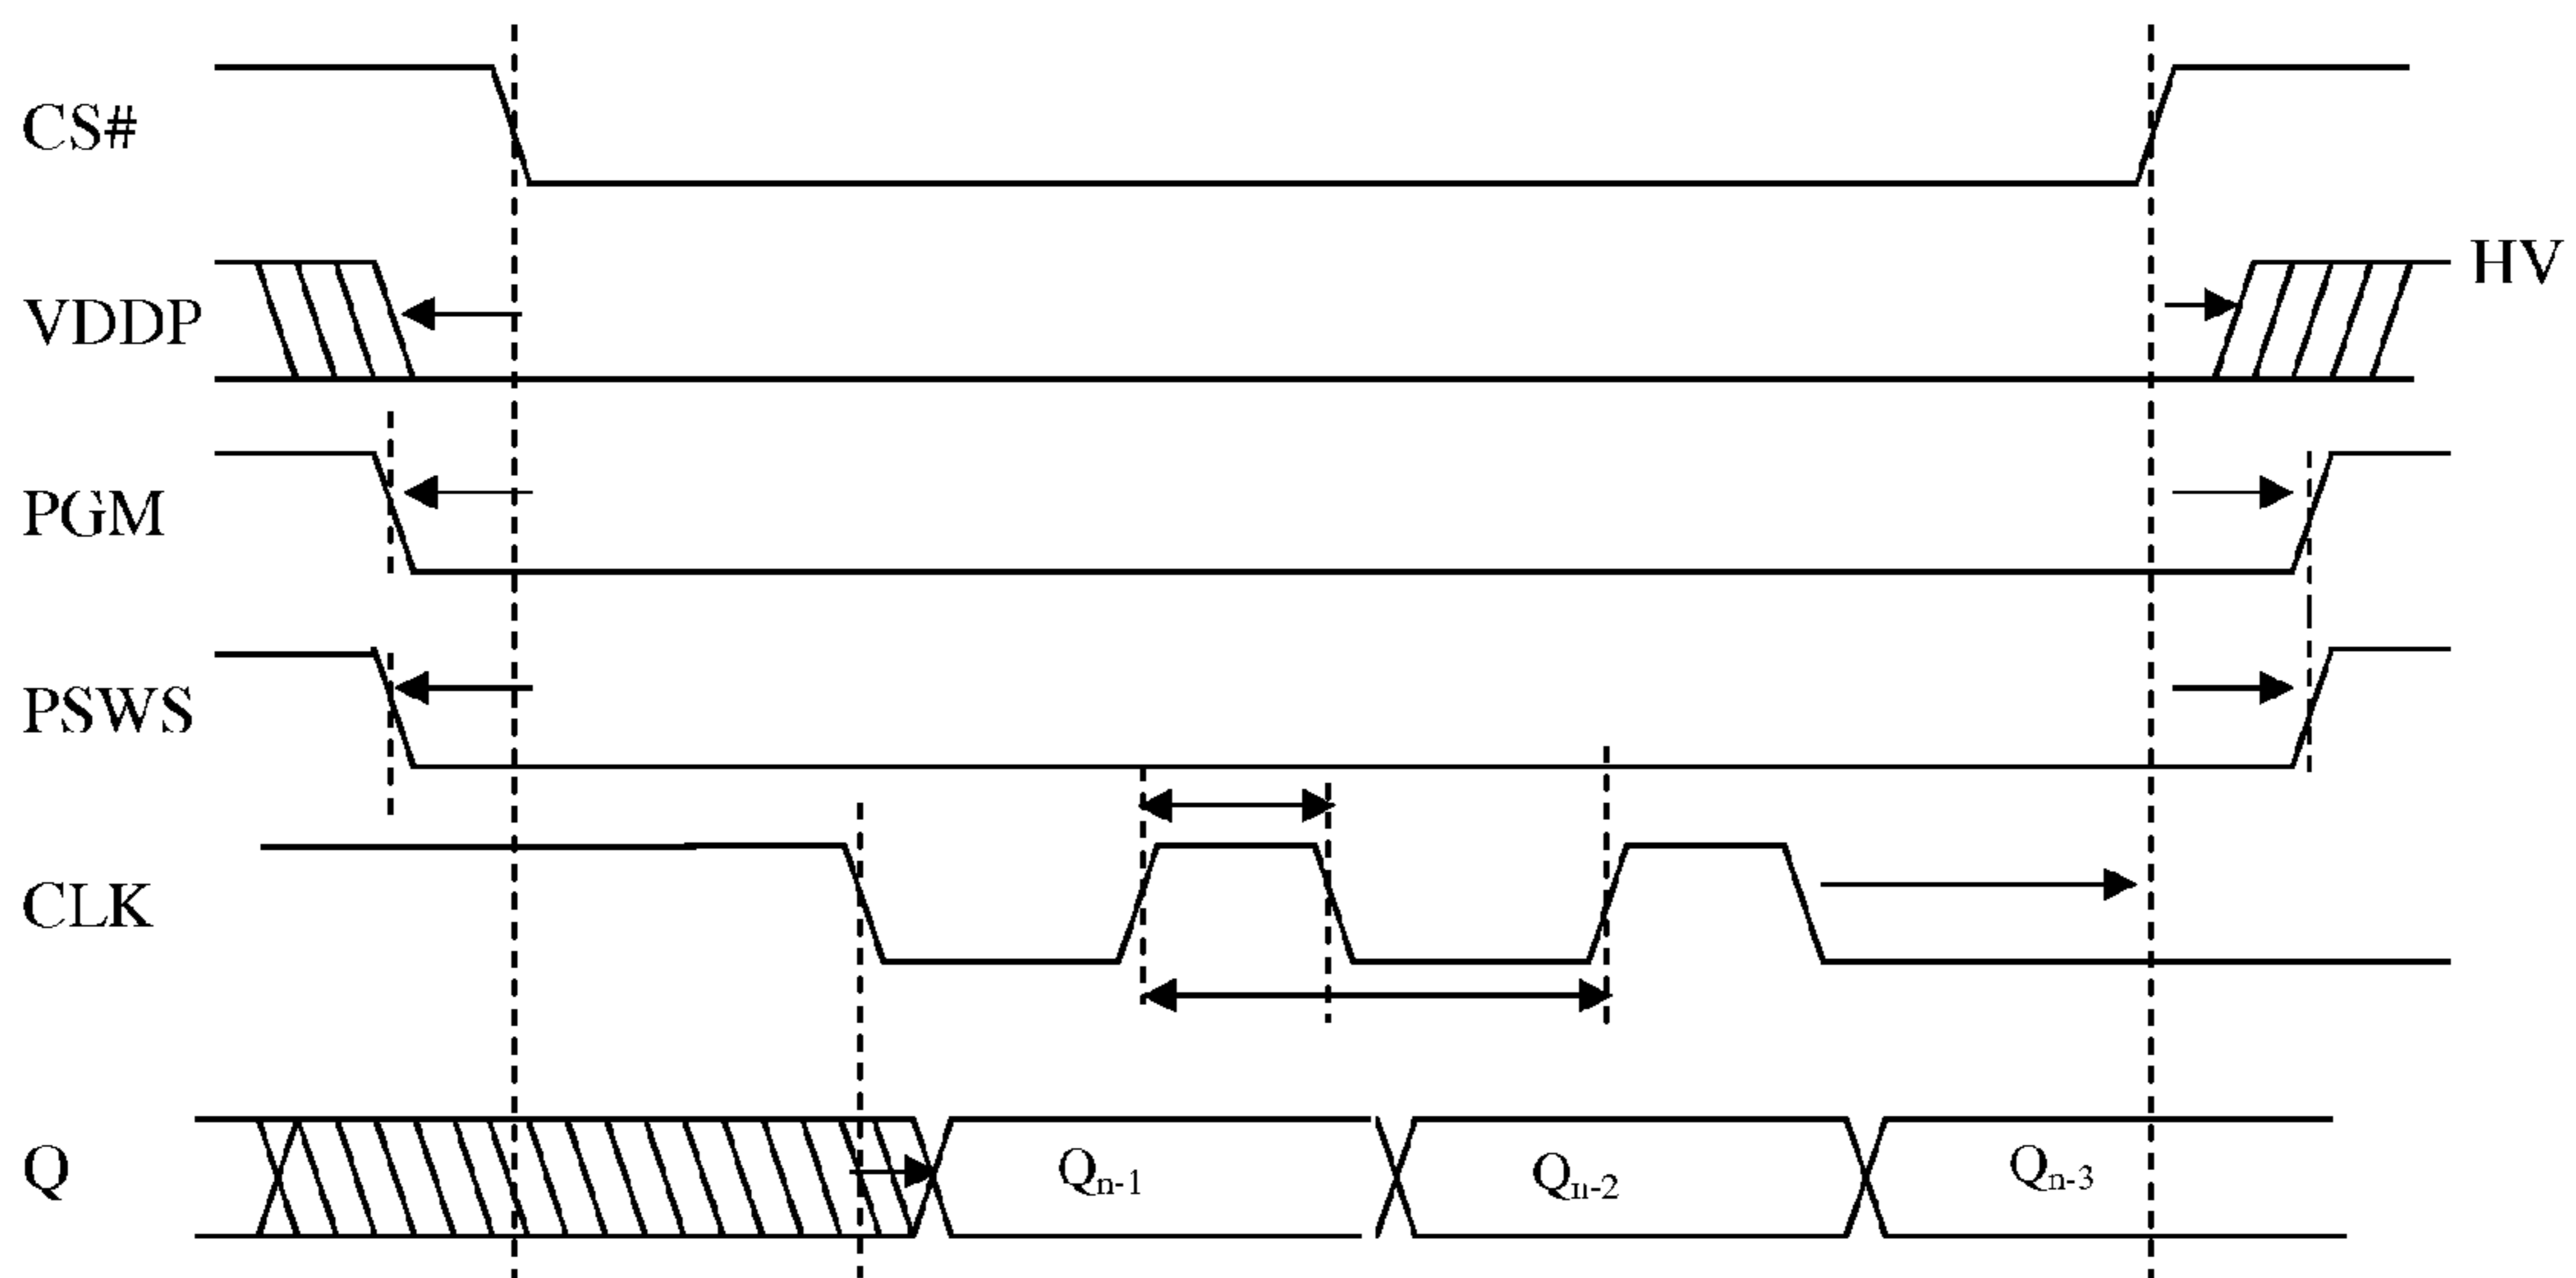 CS#
HV
VDDP
PGM
PSWS
CLK
Q
Qn-1
Qn-2
Qn-3